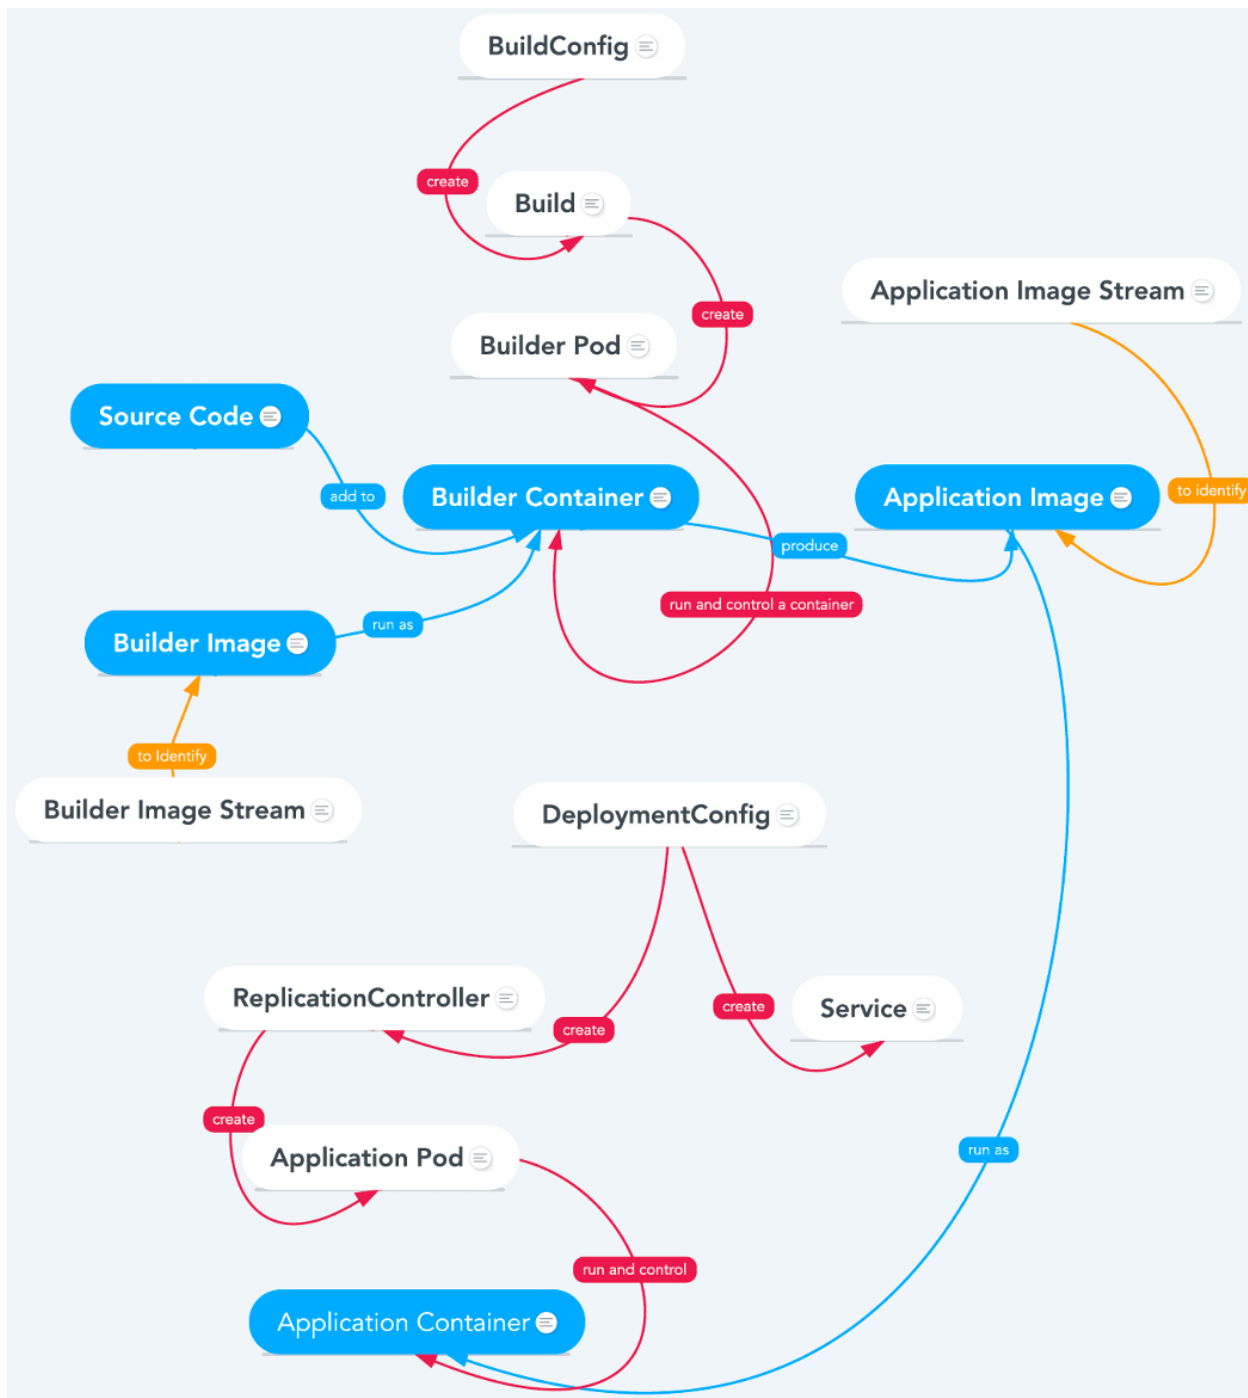 BuildConfig
create
Build
create
Application Image Stream
Builder Pod
Source Code
add to
Builder Container
Application Image
to identify
produce
run and control a container
Builder Image
run as
to Identify
Builder Image Stream
DeploymentConfig
ReplicationController
create
create
Service
create
Application Pod
run as
run and control
Application Container